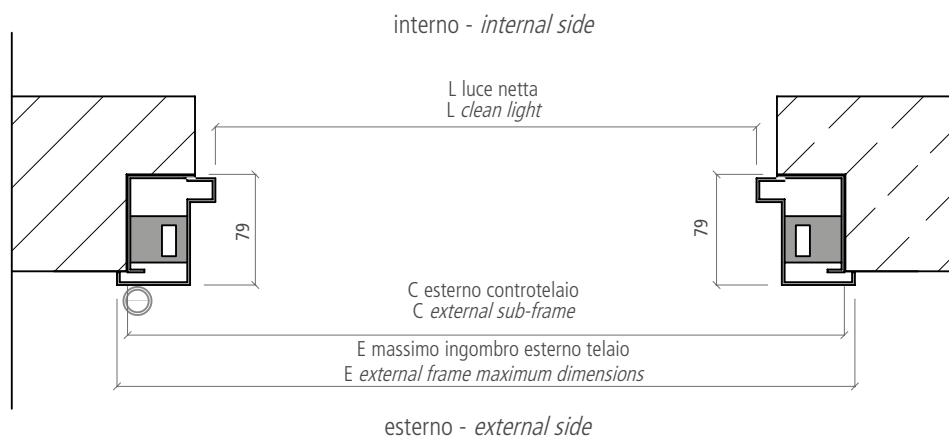 interno - internal side
L luce netta
L clean light
79
79
C esterno controtelaio
C external sub-frame
E massimo ingombro esterno telaio
E external frame maximum dimensions
esterno - external side